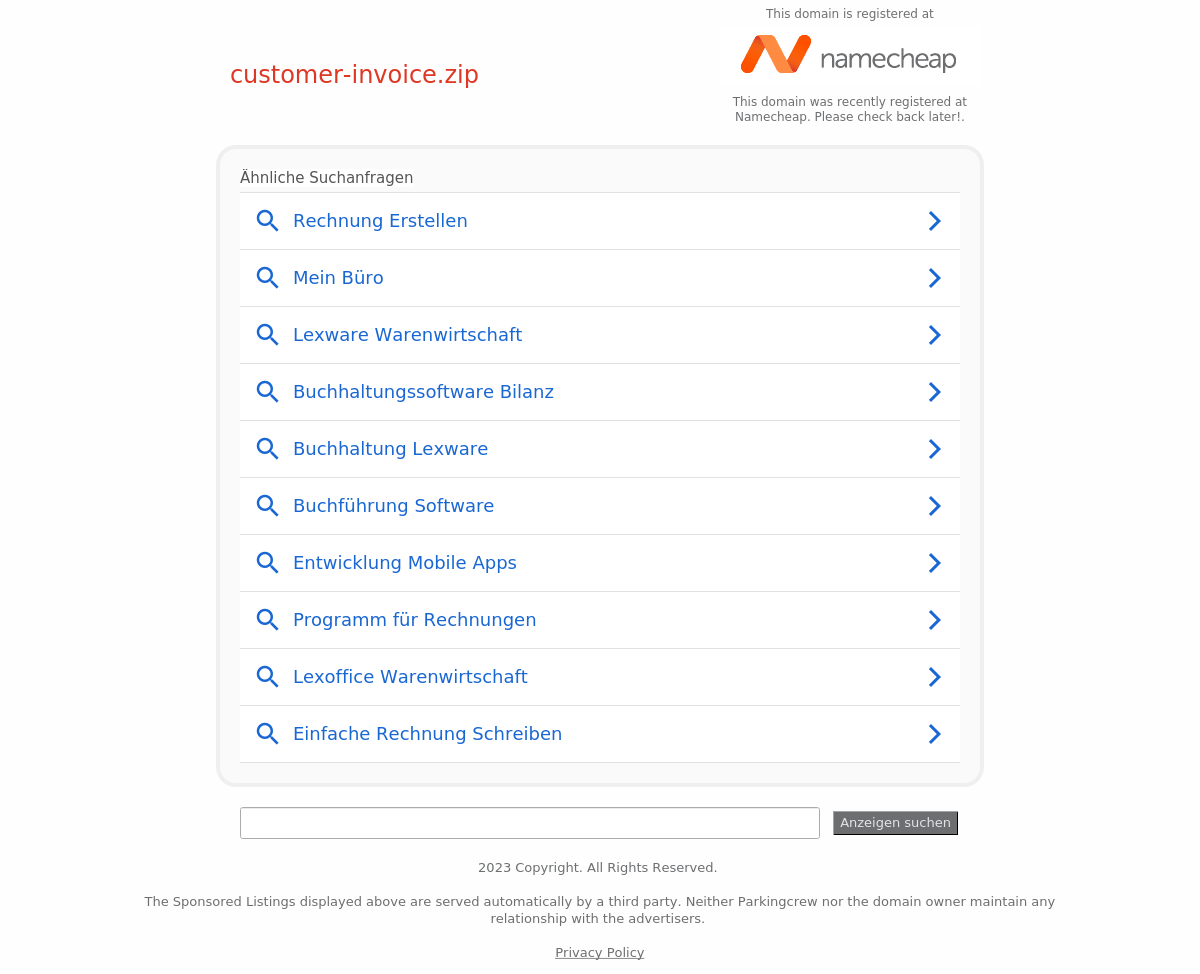 This domain is registered at
namecheap
customer-invoice.zip
This domain was recently registered at
Namecheap. Please check back later!.
Ähnliche Suchanfragen
Rechnung Erstellen
Mein Büro
Lexware Warenwirtschaft
Buchhaltungssoftware Bilanz
Buchhaltung Lexware
Buchführung Software
Entwicklung Mobile Apps
Programm für Rechnungen
Lexoffice Warenwirtschaft
Einfache Rechnung Schreiben
Anzeigen suchen
2023 Copyright. All Rights Reserved.
The Sponsored Listings displayed above are served automatically by a third party. Neither Parkingcrew nor the domain owner maintain any
relationship with the advertisers.
Privacy Policy